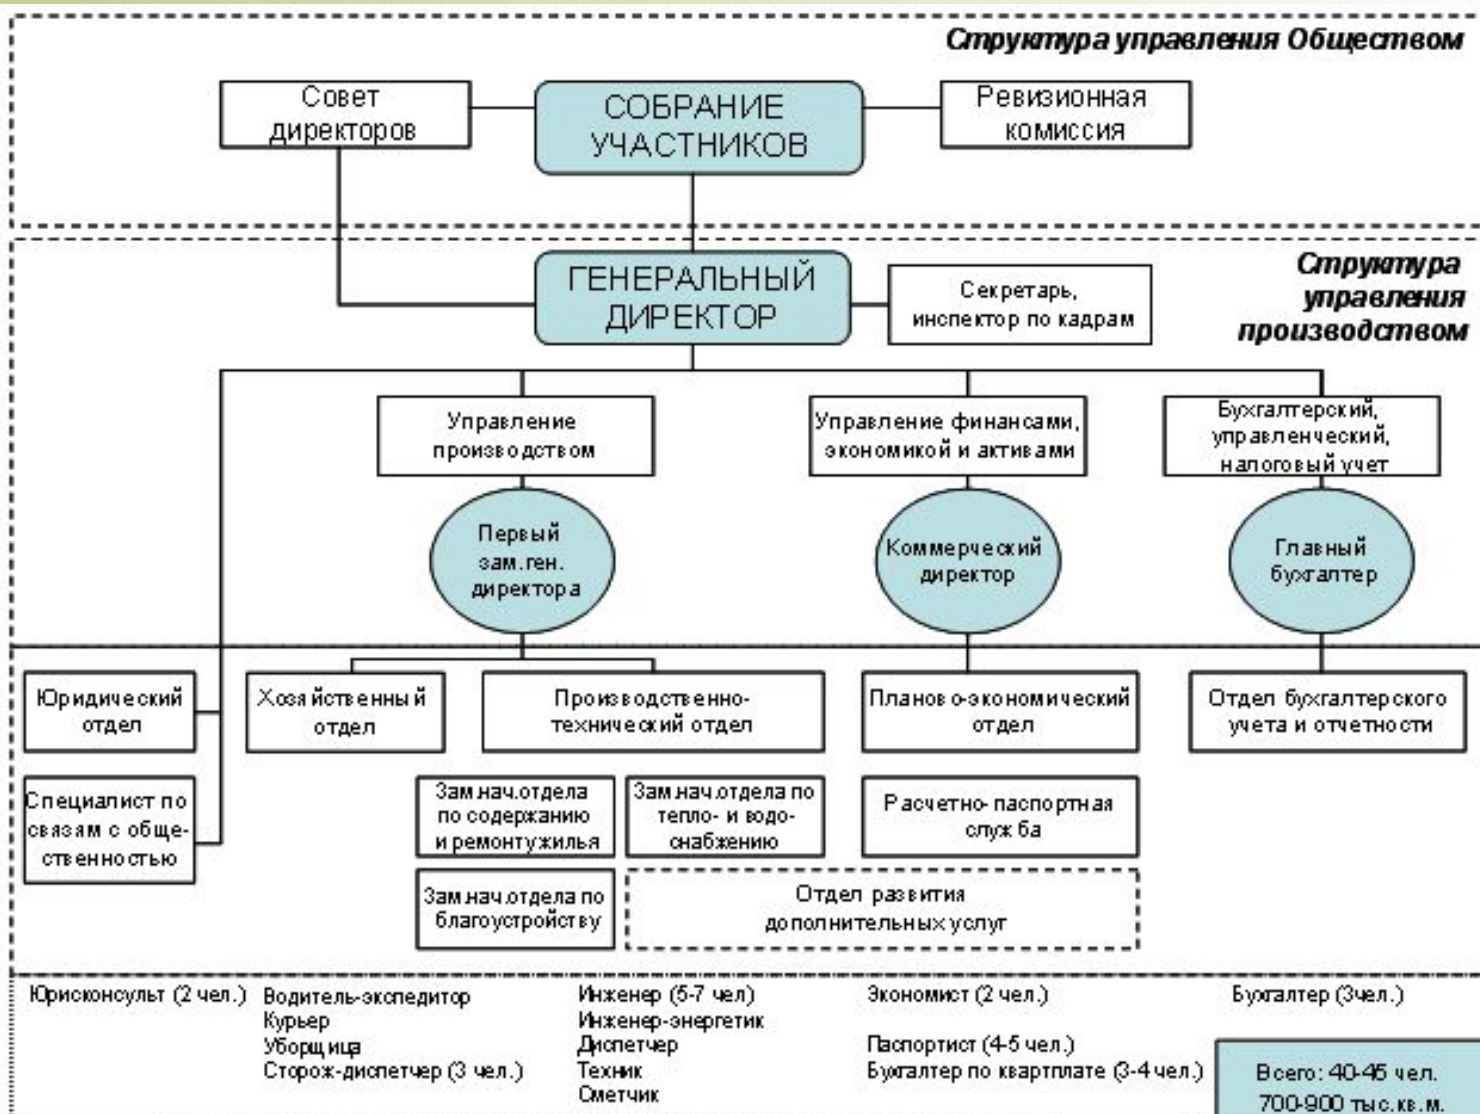 Структура управления Обществом
Совет
директоров
СОБРАНИЕ
УЧАСТНИКОВ
Ревизионная
комиссия
ГЕНЕРАЛЬНЫЙ
ДИРЕКТОР
Секретарь,
инспектор по кадрам
Структура
управления
производством
Управление
производством
Управление финансами,
экономикой и активами
Бухгалтерский,
управленческий,
налоговый учет
Первый
зам.ген.
директора
Коммерческий
директор
Главный
бухгалтер
Юридический
отдел
Хозяйственный
отдел
Производственно-
технический отдел
Планово-экономический
отдел
Отдел бухгалтерского
учета и отчетности
Специалист по
связам с обще-
ственностью
Зам.нач.отдела
по содержанию
и ремонту жилья
Зам.нач.отдела по
тепло- и водо-
снабжению
Расчетно-паспортная
служба
Зам.нач.отдела по
благоустройству
Отдел развития
дополнительных услуг
Юрисконсульт (2 чел.)
Водитель-экспедитор
Курьер
Уборщица
Сторож-диспетчер (3 чел.)
Инженер (5-7 чел)
Инженер-энергетик
Диспетчер
Техник
Сметчик
Экономист (2 чел.)
Паспортист (4-5 чел.)
Бухгалтер по квартплате (3-4 чел.)
Бухгалтер (3чел.)
Всего: 40-45 чел.
700-900 тыс.кв.м.